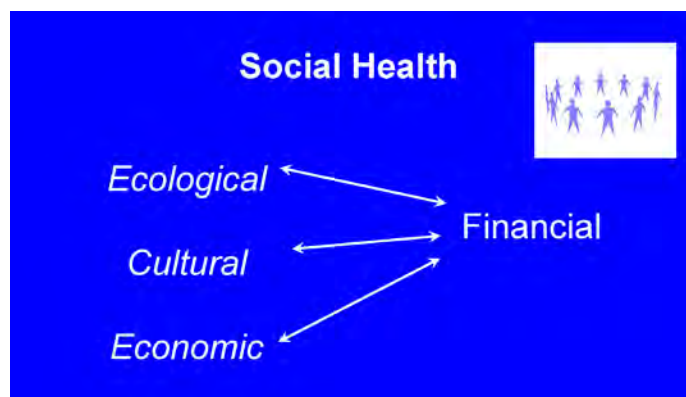 Social Health
Ecological
Financial
Cultural
Economic